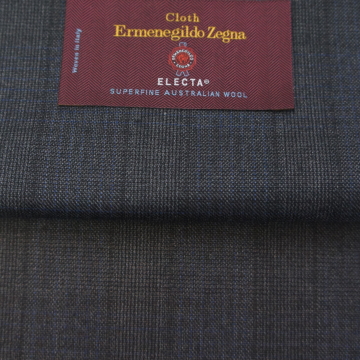 Cloth
Ermenegildo Zegna
ELECTA®
SUPERFINE AUSTRALIAN WOOL
Woven in Italy